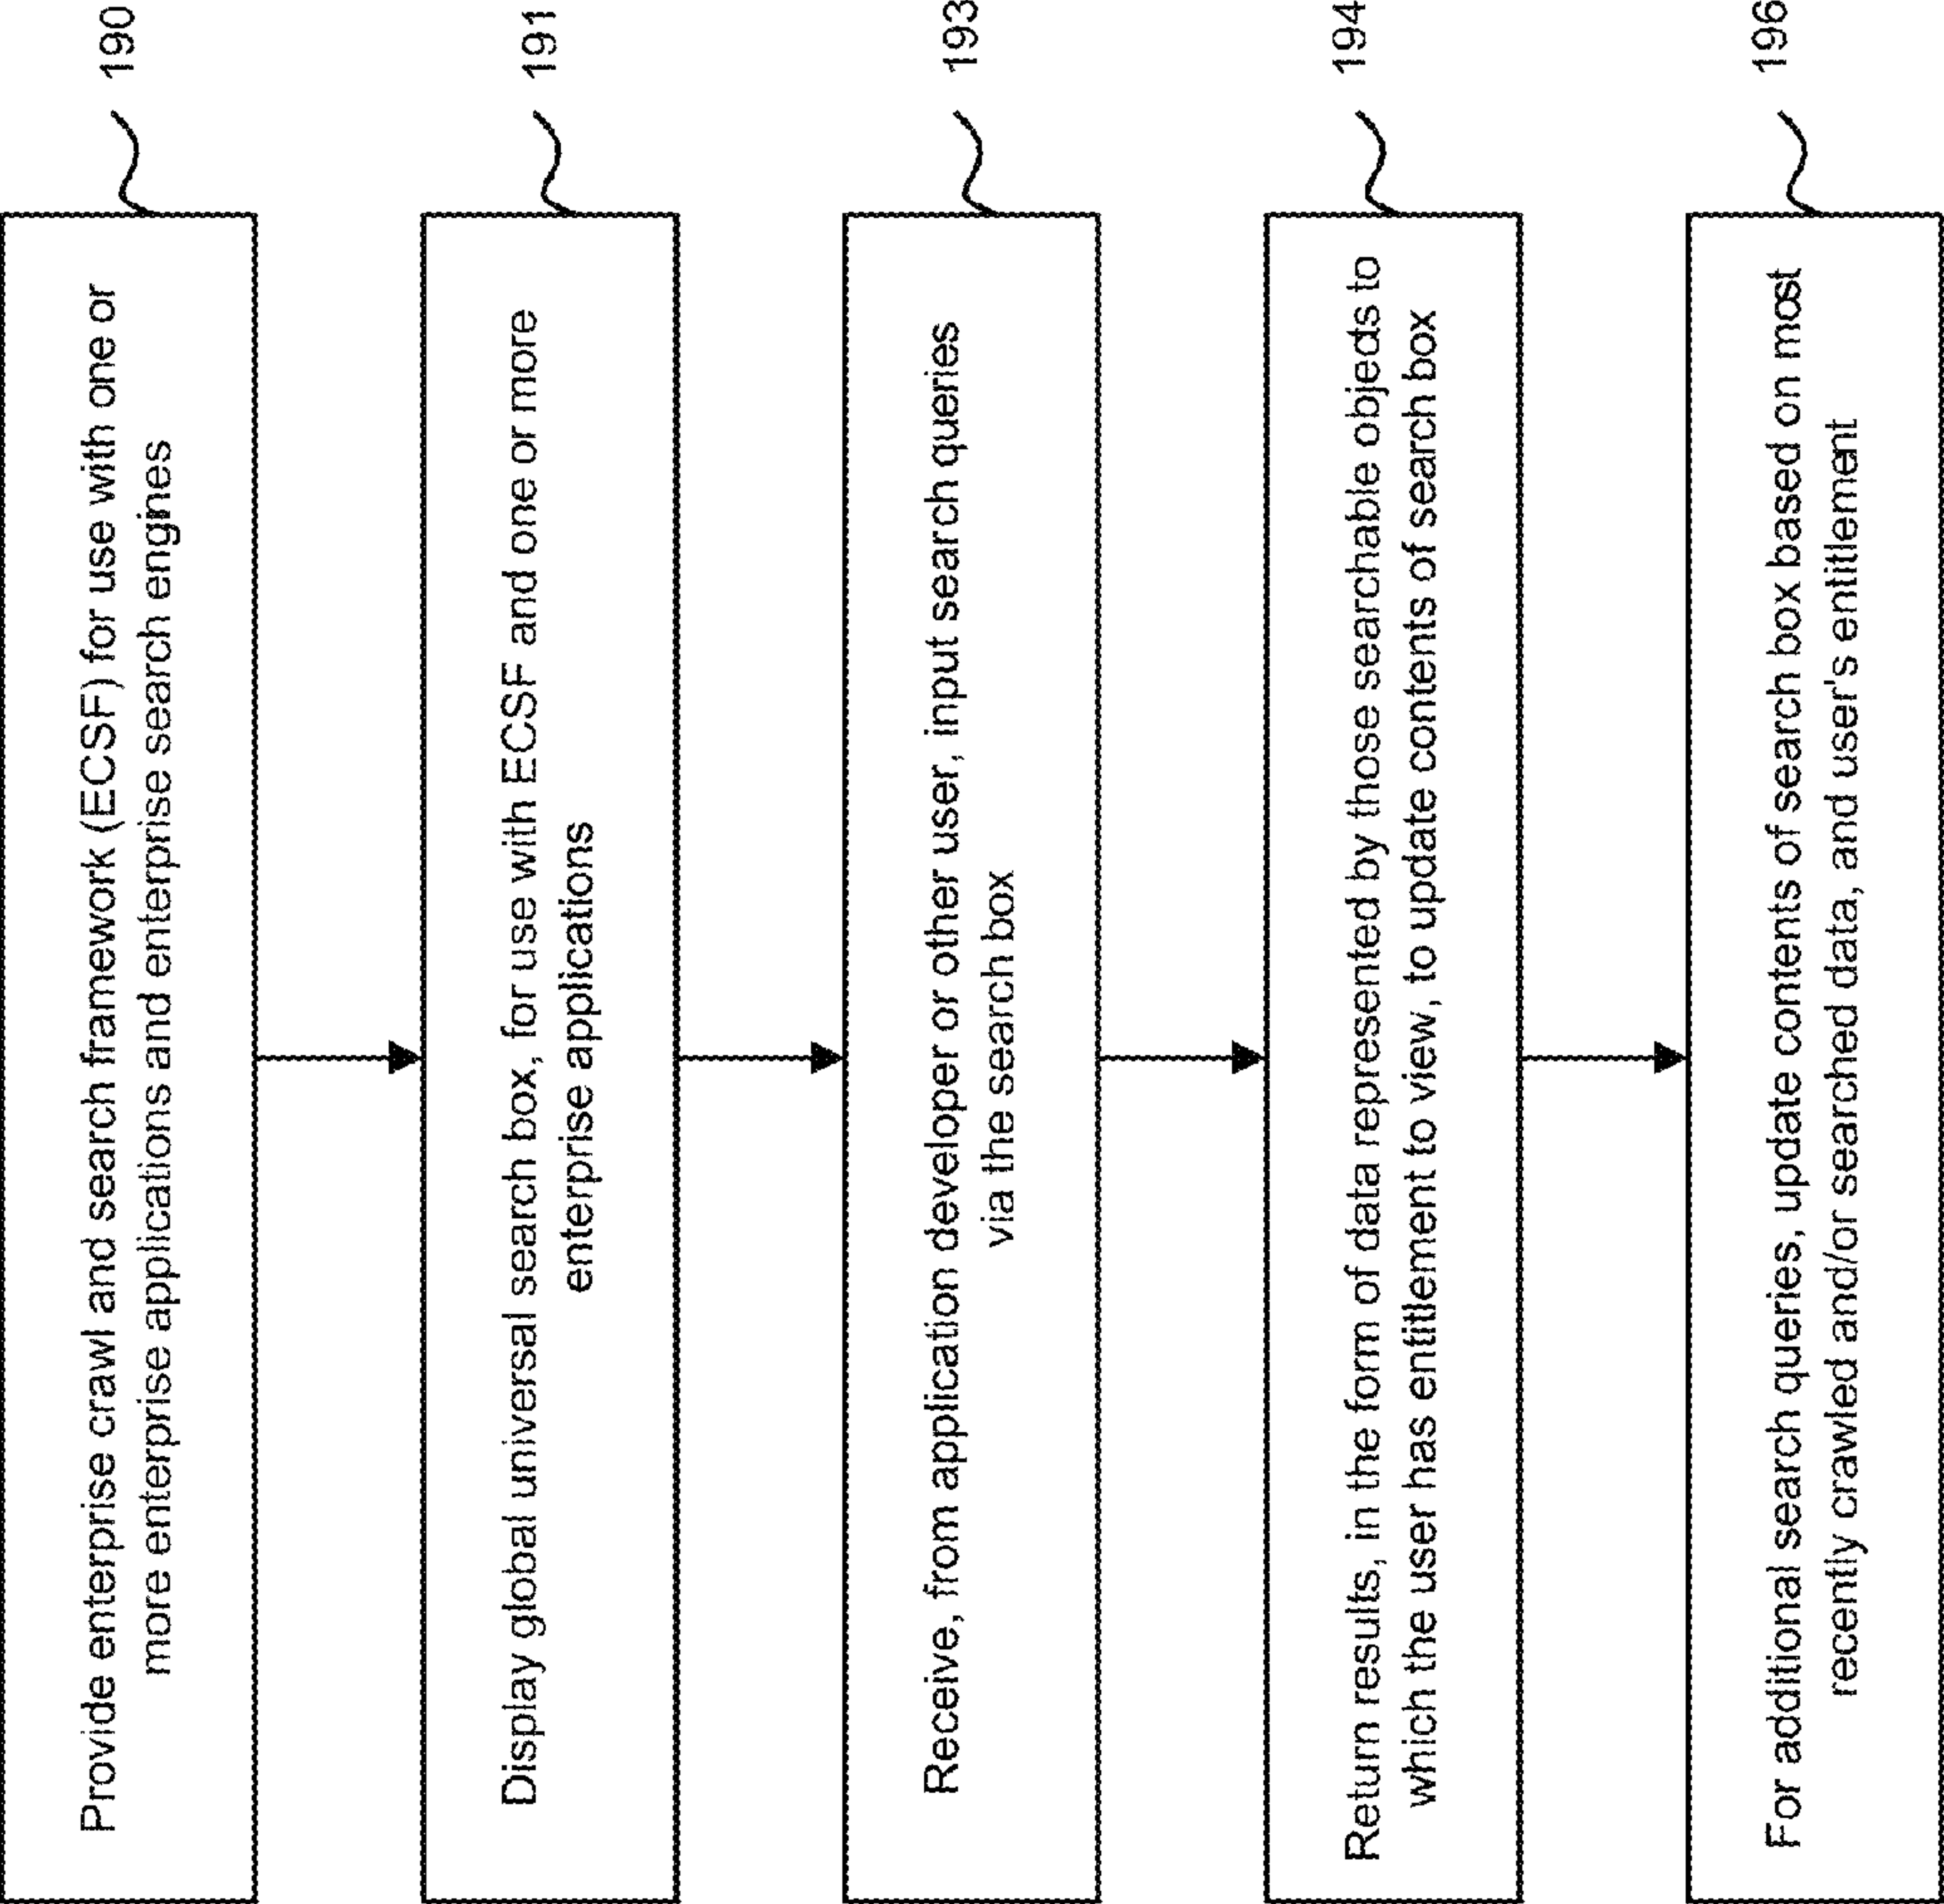 Provide enterprise crawl and search framework (ECSF) for use with one or
more enterprise applications and enterprise search engines
190
Display global universal search box, for use with ECSF and one or more
enterprise applications
191
Receive, from application developer or other user, input search queries
via the search box
193
Return results, in the form of data represented by those searchable objects to
which the user has entitlement to view, to update contents of search box
194
For additional search queries, update contents of search box based on most
recently crawled and/or searched data, and user's entitlement
196